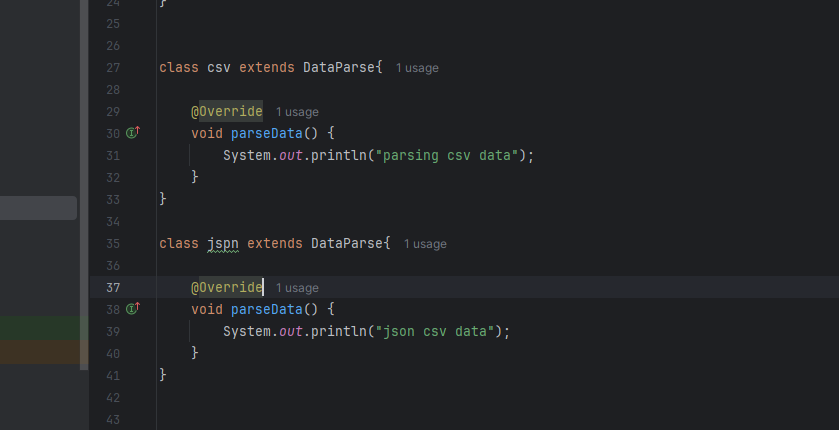 24 }
25
26
27 class csv extends DataParse{ 1 usage
28
29 @Override 1 usage
30 void parseData() {
31 System.out.println("parsing csv data");
32 }
33 }
34
35 class jspn extends DataParse{ 1 usage
36
37 @Override 1 usage
38 void parseData() {
39 System.out.println("json csv data");
40 }
41 }
42
43